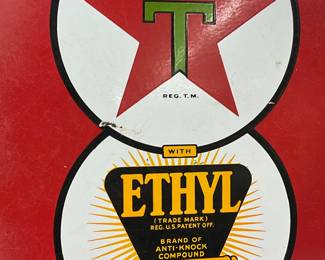 T
REG. T.M.
WITH
ETHYL
(TRADE MARK)
REG. U.S. PATENT OFF.
BRAND OF
ANTI-KNOCK
COMPOUND